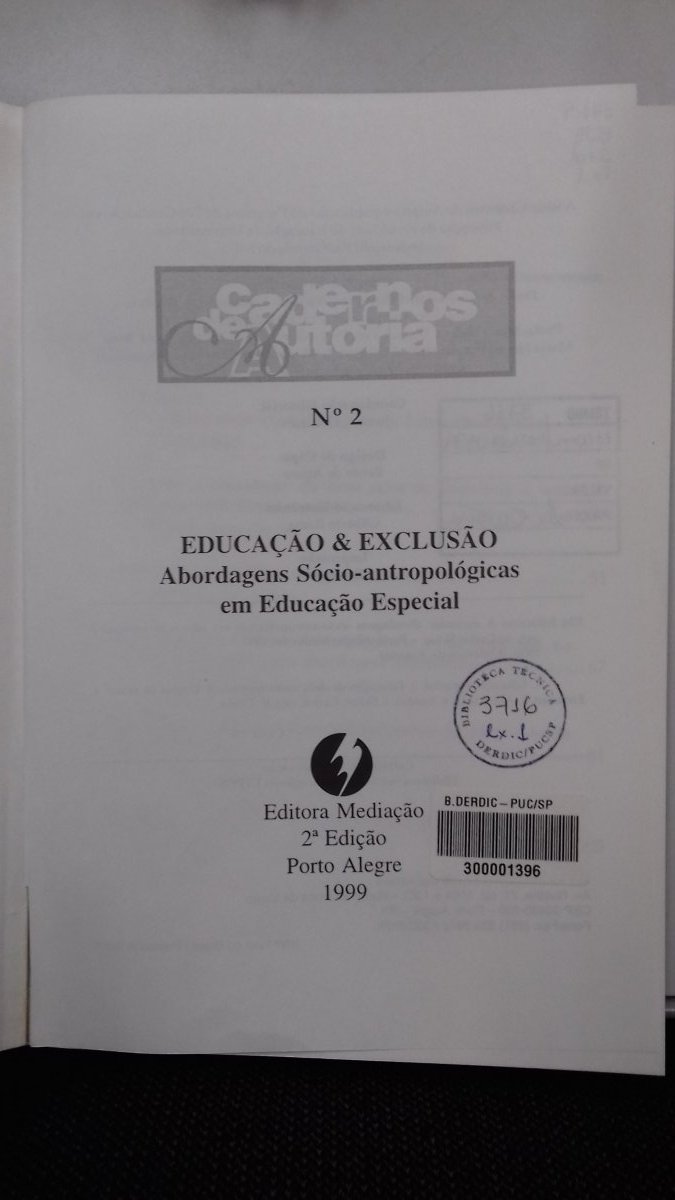 Cadernos
de Autoria
Nº 2
EDUCAÇÃO & EXCLUSÃO
Abordagens Sócio-antropológicas
em Educação Especial
BIBLIOTECA TÉCNICA
3716
ex. 1
DERDIC/PUCSP
Editora Mediação
2ª Edição
Porto Alegre
1999
B.DERDIC – PUC/SP
300001396